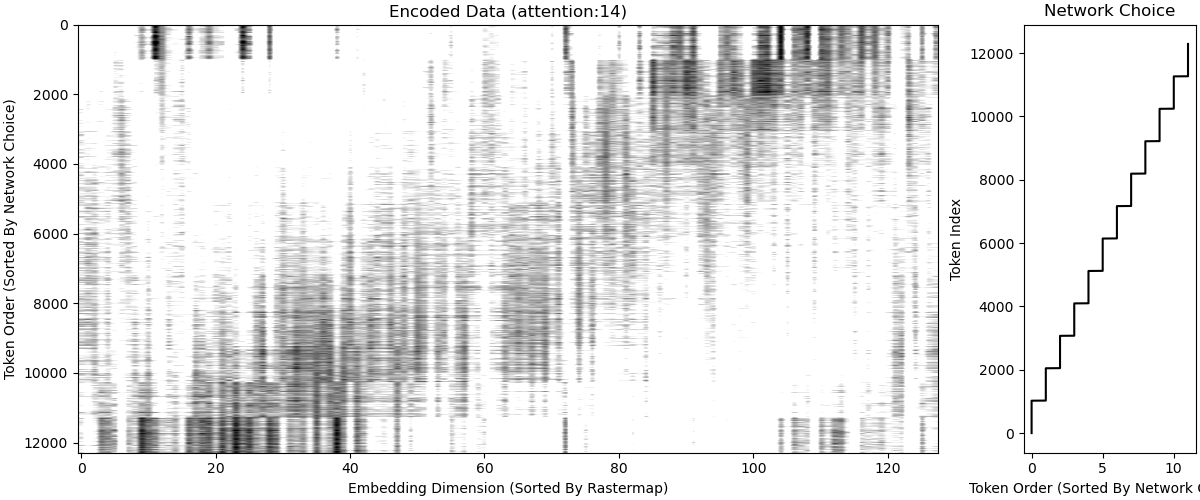 Encoded Data (attention:14)
Token Order (Sorted By Network Choice)
0
2000
4000
6000
8000
10000
12000
0 20 40 60 80 100 120
Embedding Dimension (Sorted By Rastermap)
Network Choice
Token Index
12000
10000
8000
6000
4000
2000
0
0 5 10
Token Order (Sorted By Network